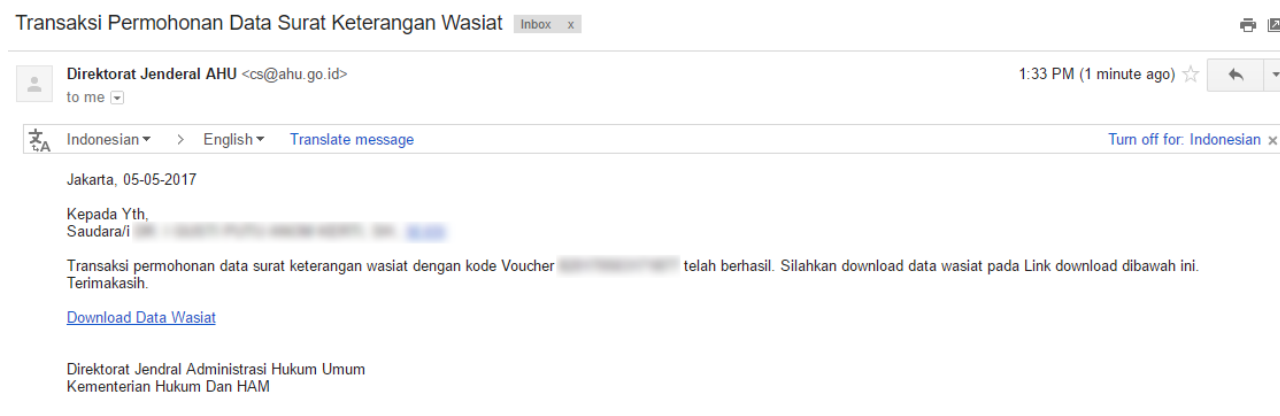 Transaksi Permohonan Data Surat Keterangan Wasiat Inbox x
Direktorat Jenderal AHU <cs@ahu.go.id> 1:33 PM (1 minute ago)
to me
Indonesian > English Translate message Turn off for: Indonesian x
Jakarta, 05-05-2017
Kepada Yth,
Saudara/i
Transaksi permohonan data surat keterangan wasiat dengan kode Voucher telah berhasil. Silahkan download data wasiat pada Link download dibawah ini.
Terimakasih.
Download Data Wasiat
Direktorat Jendral Administrasi Hukum Umum
Kementerian Hukum Dan HAM